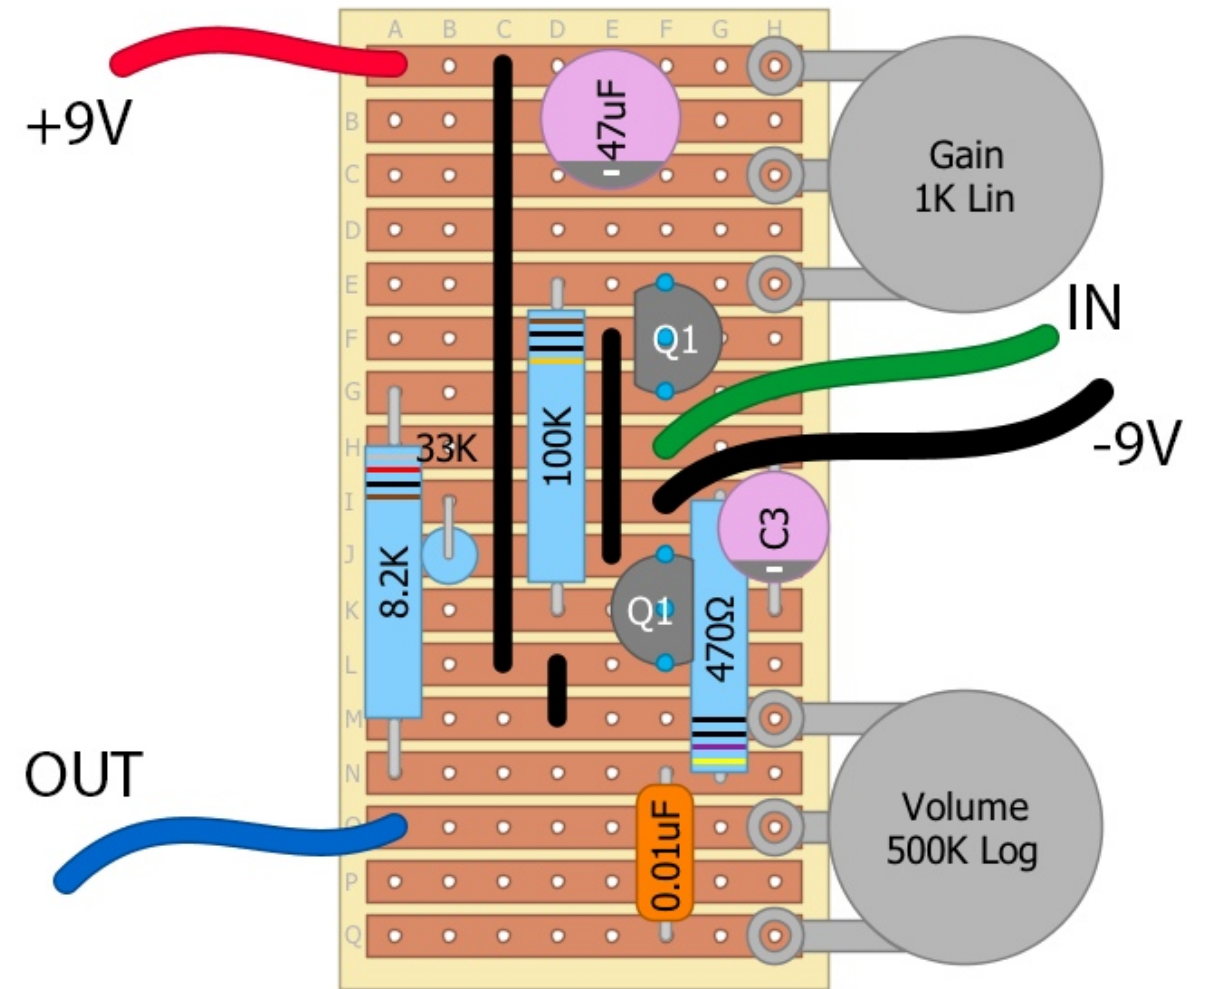 A B C D E F G H
+9V
47uF
-
B
C
Gain
1K Lin
D
E
IN
F
Q1
G
H
33K
100K
-9V
I
C3
-
J
8.2K
K
Q1
470Ω
L
M
OUT
N
Volume
500K Log
O
0.01uF
P
Q